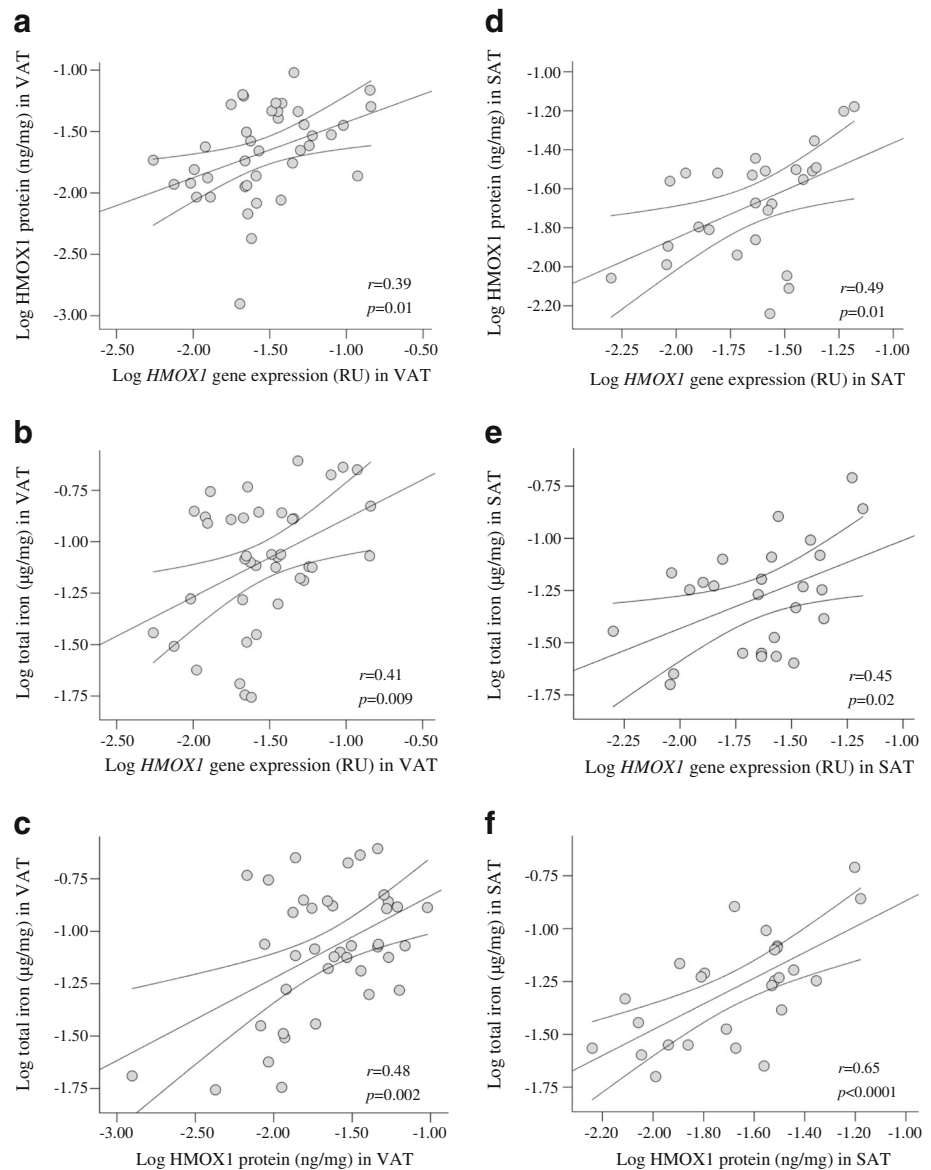 a
Log HMOX1 protein (ng/mg) in VAT
-1.00
-1.50
-2.00
-2.50
-3.00
r=0.39
p=0.01
-2.50 -2.00 -1.50 -1.00 -0.50
Log HMOX1 gene expression (RU) in VAT
d
Log HMOX1 protein (ng/mg) in SAT
-1.00
-1.20
-1.40
-1.60
-1.80
-2.00
-2.20
r=0.49
p=0.01
-2.25 -2.00 -1.75 -1.50 -1.25 -1.00
Log HMOX1 gene expression (RU) in SAT
b
Log total iron (µg/mg) in VAT
-0.75
-1.00
-1.25
-1.50
-1.75
r=0.41
p=0.009
-2.50 -2.00 -1.50 -1.00 -0.50
Log HMOX1 gene expression (RU) in VAT
e
Log total iron (µg/mg) in SAT
-0.75
-1.00
-1.25
-1.50
-1.75
r=0.45
p=0.02
-2.25 -2.00 -1.75 -1.50 -1.25 -1.00
Log HMOX1 gene expression (RU) in SAT
c
Log total iron (µg/mg) in VAT
-0.75
-1.00
-1.25
-1.50
-1.75
r=0.48
p=0.002
-3.00 -2.50 -2.00 -1.50 -1.00
Log HMOX1 protein (ng/mg) in VAT
f
Log total iron (µg/mg) in SAT
-0.75
-1.00
-1.25
-1.50
-1.75
r=0.65
p<0.0001
-2.20 -2.00 -1.80 -1.60 -1.40 -1.20 -1.00
Log HMOX1 protein (ng/mg) in SAT